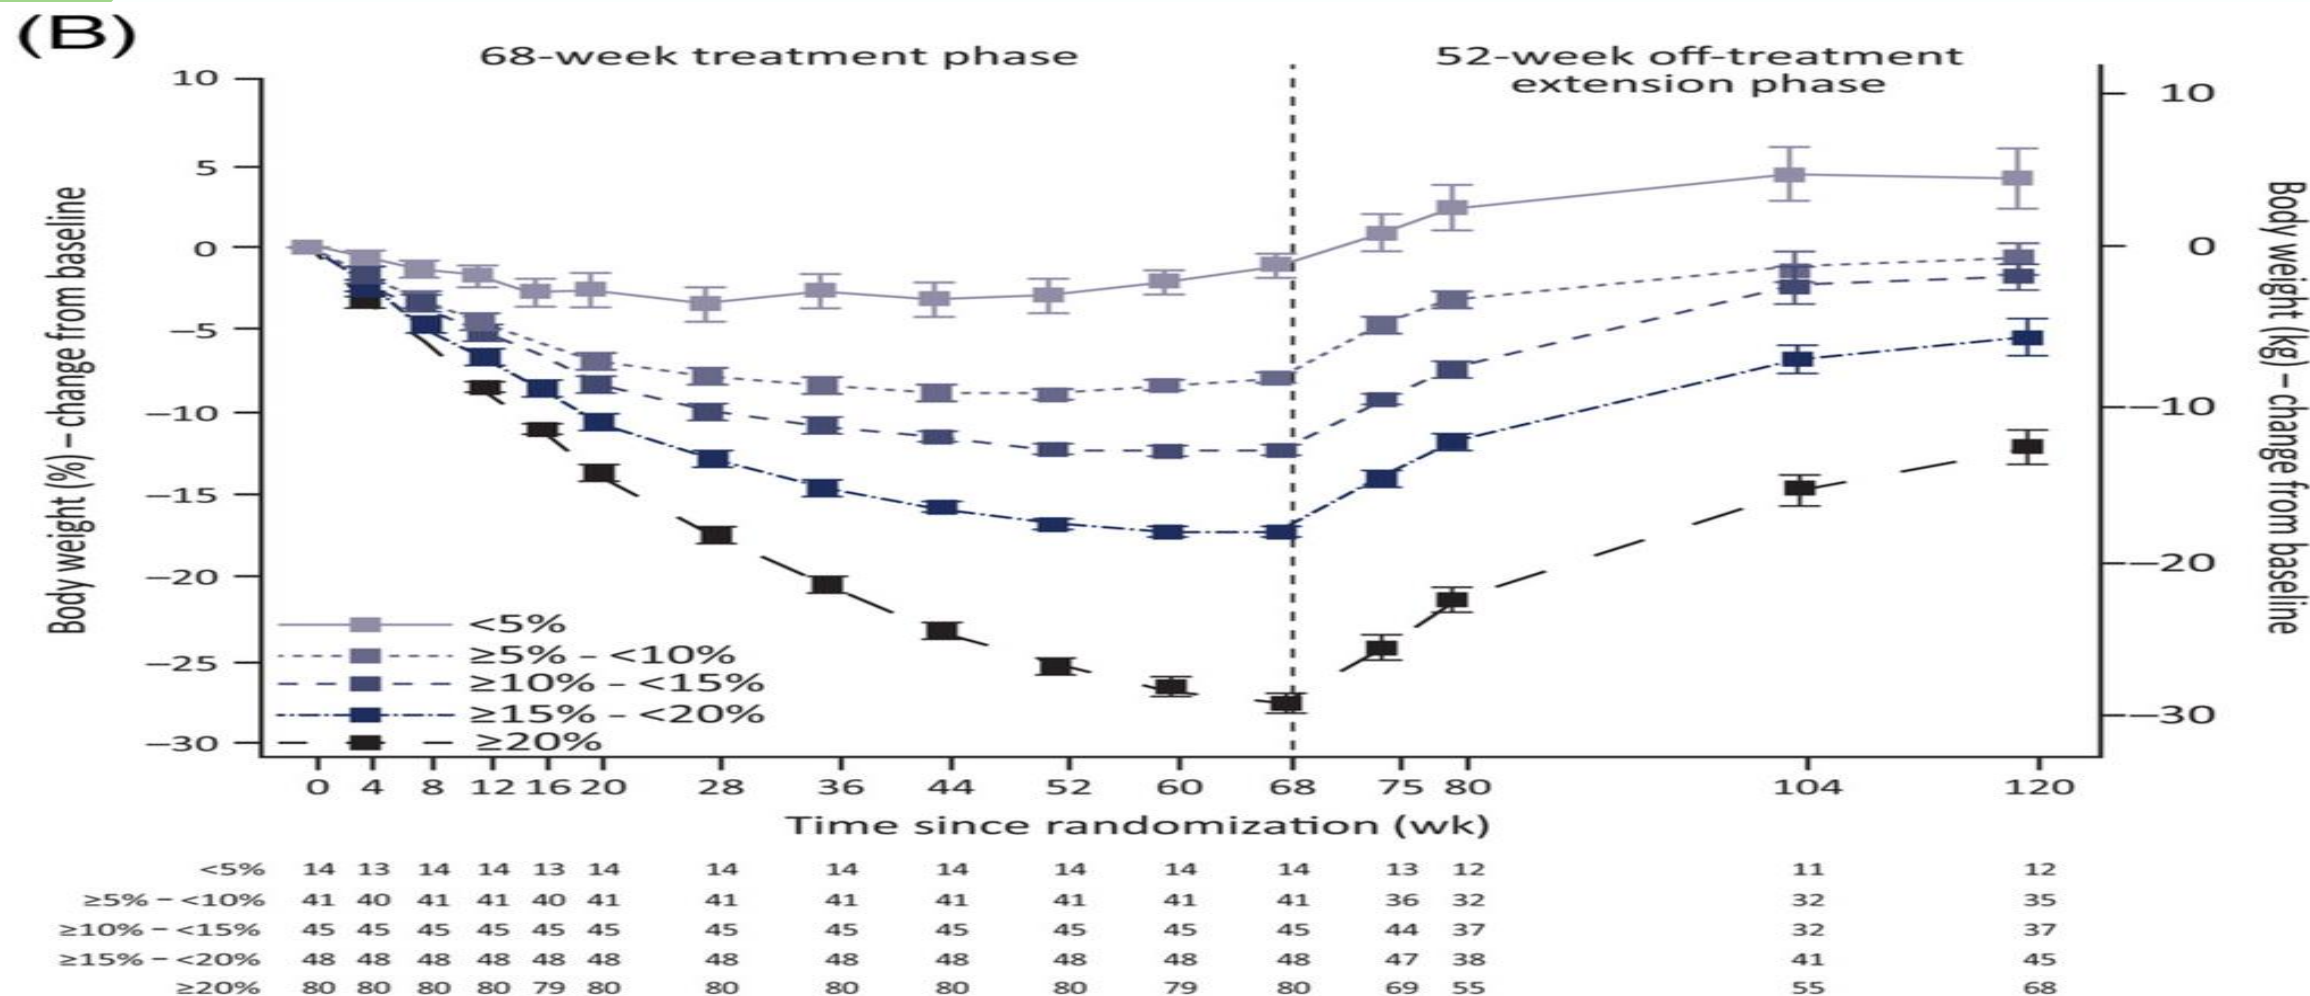 (B)
68-week treatment phase
52-week off-treatment
extension phase
Body weight (%) – change from baseline
10
5
0
–5
–10
–15
–20
–25
–30
10
0
–10
–20
–30
Body weight (kg) – change from baseline
<5%
≥5% - <10%
≥10% - <15%
≥15% - <20%
≥20%
0 4 8 12 16 20 28 36 44 52 60 68 75 80 104 120
Time since randomization (wk)
<5% 14 13 14 14 13 14 14 14 14 14 14 14 13 12 11 12
≥5% – <10% 41 40 41 41 40 41 41 41 41 41 41 41 36 32 32 35
≥10% – <15% 45 45 45 45 45 45 45 45 45 45 45 45 44 37 32 37
≥15% – <20% 48 48 48 48 48 48 48 48 48 48 48 48 47 38 41 45
≥20% 80 80 80 80 79 80 80 80 80 80 79 80 69 55 55 68